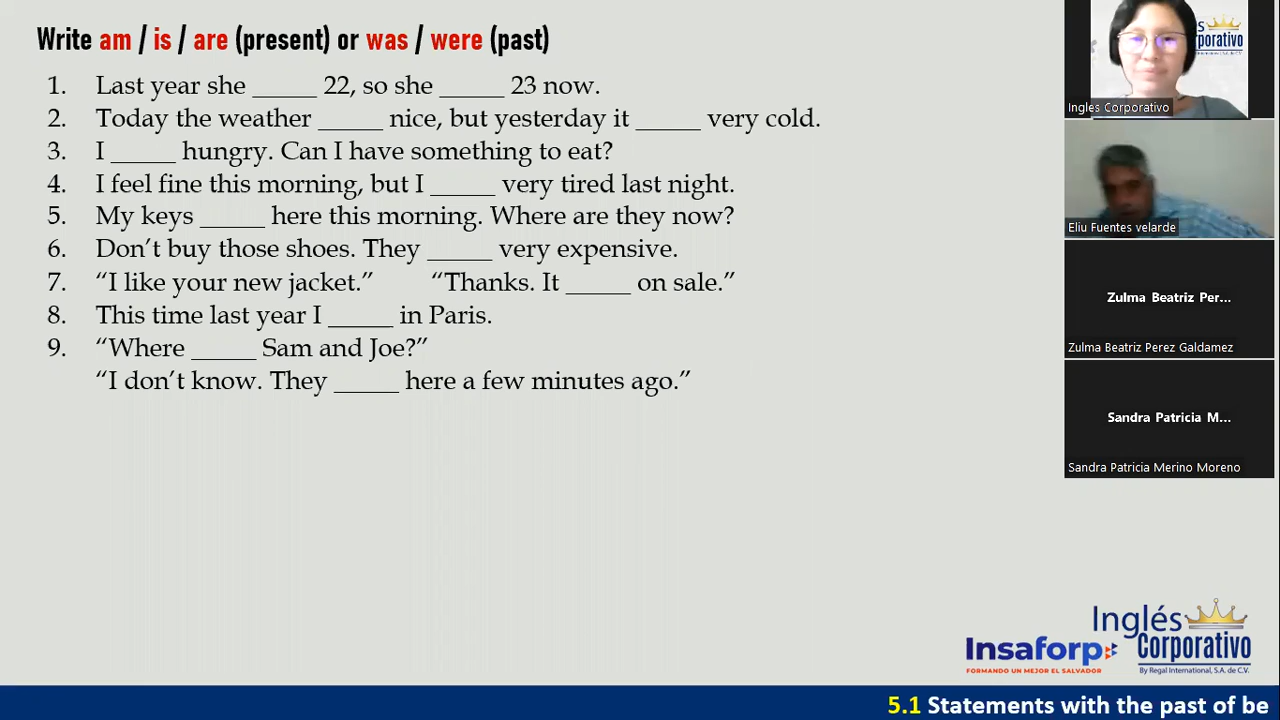 Write am / is / are (present) or was / were (past)
1. Last year she _____ 22, so she _____ 23 now.
2. Today the weather _____ nice, but yesterday it _____ very cold.
3. I _____ hungry. Can I have something to eat?
4. I feel fine this morning, but I _____ very tired last night.
5. My keys _____ here this morning. Where are they now?
6. Don’t buy those shoes. They _____ very expensive.
7. “I like your new jacket.” “Thanks. It _____ on sale.”
8. This time last year I _____ in Paris.
9. “Where _____ Sam and Joe?”
“I don’t know. They _____ here a few minutes ago.”
s
porativo
Ingles Corporativo
Eliu Fuentes velarde
Zulma Beatriz Per...
Zulma Beatriz Perez Galdamez
Sandra Patricia M...
Sandra Patricia Merino Moreno
Insaforp
FORMANDO UN MEJOR EL SALVADOR
Inglés
Corporativo
By Regal International, S.A. de C.V.
5.1 Statements with the past of be